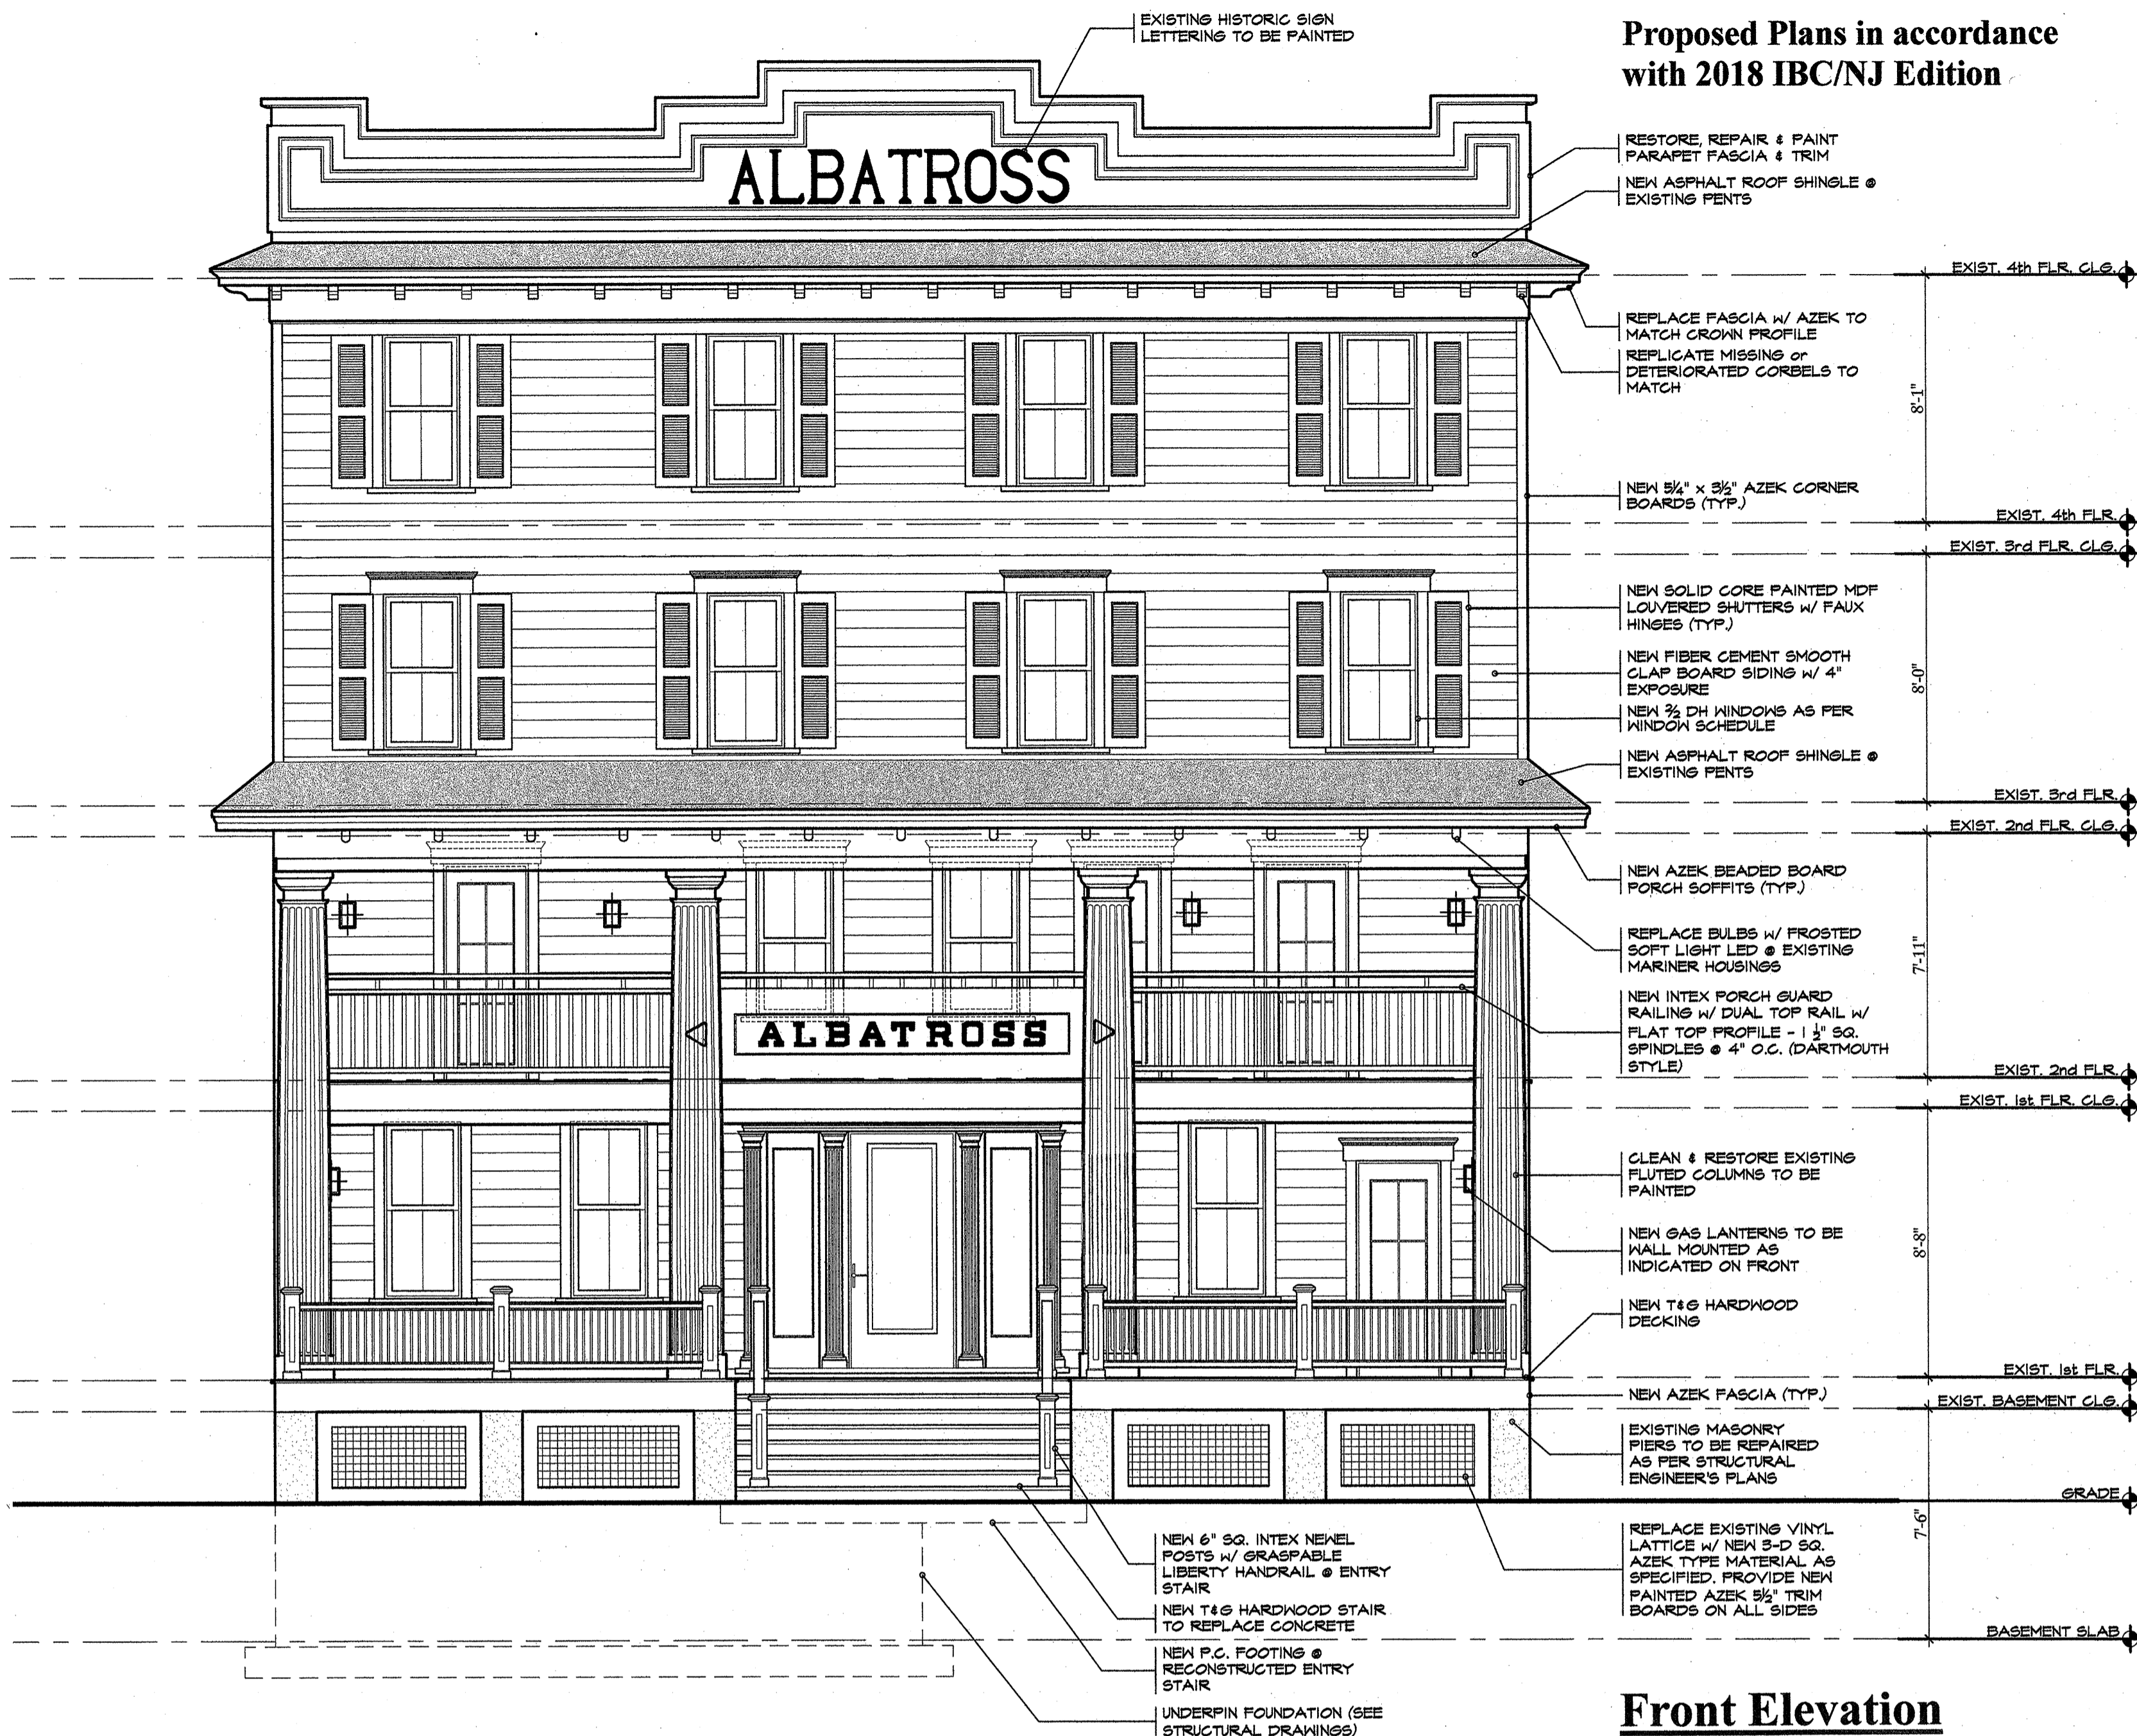 EXISTING HISTORIC SIGN
LETTERING TO BE PAINTED
Proposed Plans in accordance
with 2018 IBC/NJ Edition
ALBATROSS
RESTORE, REPAIR & PAINT
PARAPET FASCIA & TRIM
NEW ASPHALT ROOF SHINGLE @
EXISTING PENTS
EXIST. 4th FLR. CLG.
REPLACE FASCIA W/ AZEK TO
MATCH CROWN PROFILE
REPLICATE MISSING or
DETERIORATED CORBELS TO
MATCH
8'-1"
NEW 5/4" x 3½" AZEK CORNER
BOARDS (TYP.)
EXIST. 4th FLR.
EXIST. 3rd FLR. CLG.
NEW SOLID CORE PAINTED MDF
LOUVERED SHUTTERS W/ FAUX
HINGES (TYP.)
NEW FIBER CEMENT SMOOTH
CLAP BOARD SIDING W/ 4"
EXPOSURE
8'-0"
NEW 2/2 DH WINDOWS AS PER
WINDOW SCHEDULE
NEW ASPHALT ROOF SHINGLE @
EXISTING PENTS
EXIST. 3rd FLR.
EXIST. 2nd FLR. CLG.
NEW AZEK BEADED BOARD
PORCH SOFFITS (TYP.)
REPLACE BULBS W/ FROSTED
SOFT LIGHT LED @ EXISTING
MARINER HOUSINGS
7'-11"
NEW INTEX PORCH GUARD
RAILING W/ DUAL TOP RAIL W/
FLAT TOP PROFILE - 1 ½" SQ.
SPINDLES @ 4" O.C. (DARTMOUTH
STYLE)
ALBATROSS
EXIST. 2nd FLR.
EXIST. 1st FLR. CLG.
CLEAN & RESTORE EXISTING
FLUTED COLUMNS TO BE
PAINTED
NEW GAS LANTERNS TO BE
WALL MOUNTED AS
INDICATED ON FRONT
8'-8"
NEW T&G HARDWOOD
DECKING
EXIST. 1st FLR.
NEW AZEK FASCIA (TYP.)
EXIST. BASEMENT CLG.
EXISTING MASONRY
PIERS TO BE REPAIRED
AS PER STRUCTURAL
ENGINEER'S PLANS
GRADE
7'-6"
NEW 6" SQ. INTEX NEWEL
POSTS W/ GRASPABLE
LIBERTY HANDRAIL @ ENTRY
STAIR
REPLACE EXISTING VINYL
LATTICE W/ NEW 3-D SQ.
AZEK TYPE MATERIAL AS
SPECIFIED. PROVIDE NEW
PAINTED AZEK 5½" TRIM
BOARDS ON ALL SIDES
NEW T&G HARDWOOD STAIR
TO REPLACE CONCRETE
BASEMENT SLAB
NEW P.C. FOOTING @
RECONSTRUCTED ENTRY
STAIR
UNDERPIN FOUNDATION (SEE
STRUCTURAL DRAWINGS)
Front Elevation